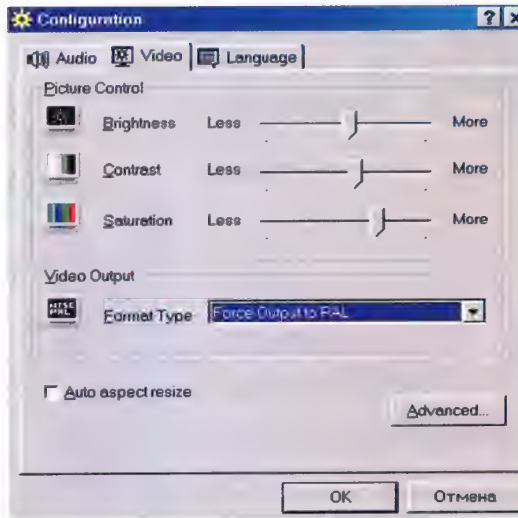 Configuration
Audio Video Language
Picture Control
Brightness Less More
Contrast Less More
Saturation Less More
Video Output
NTSC
PAL
Format Type Force Output to PAL
Auto aspect resize
Advanced...
OK Отмена